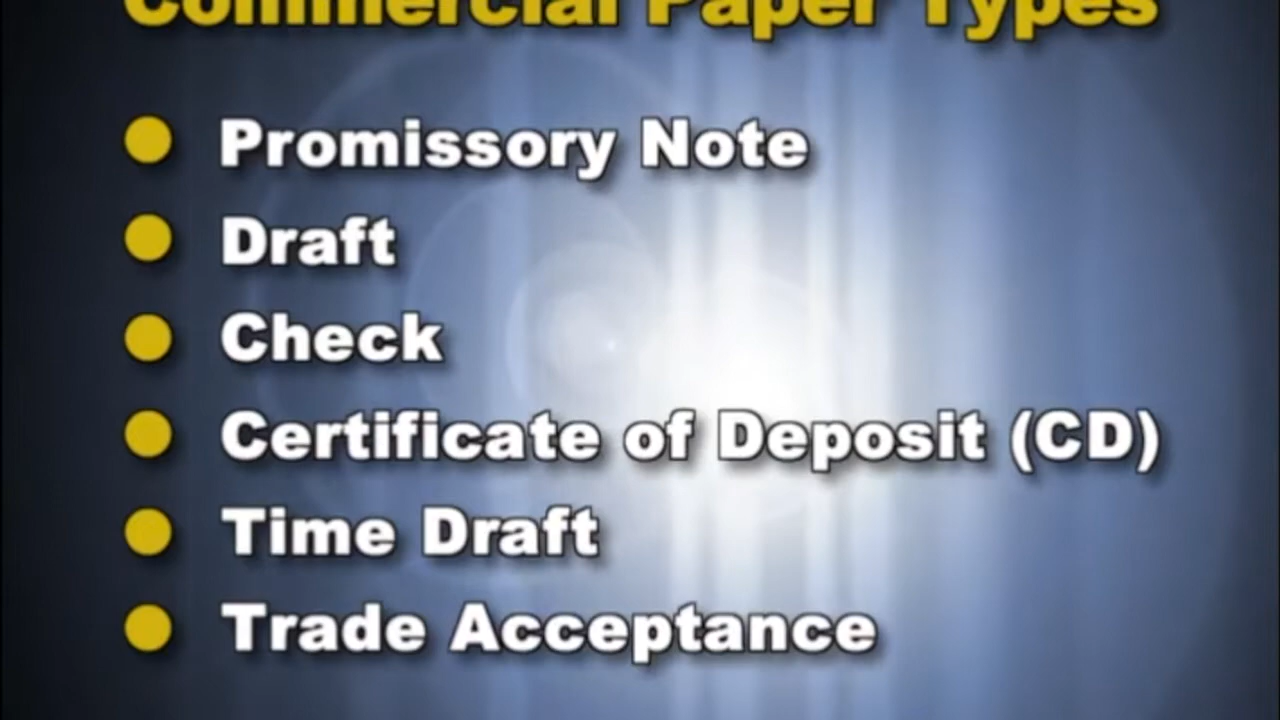 Commercial Paper Types
Promissory Note
Draft
Check
Certificate of Deposit (CD)
Time Draft
Trade Acceptance